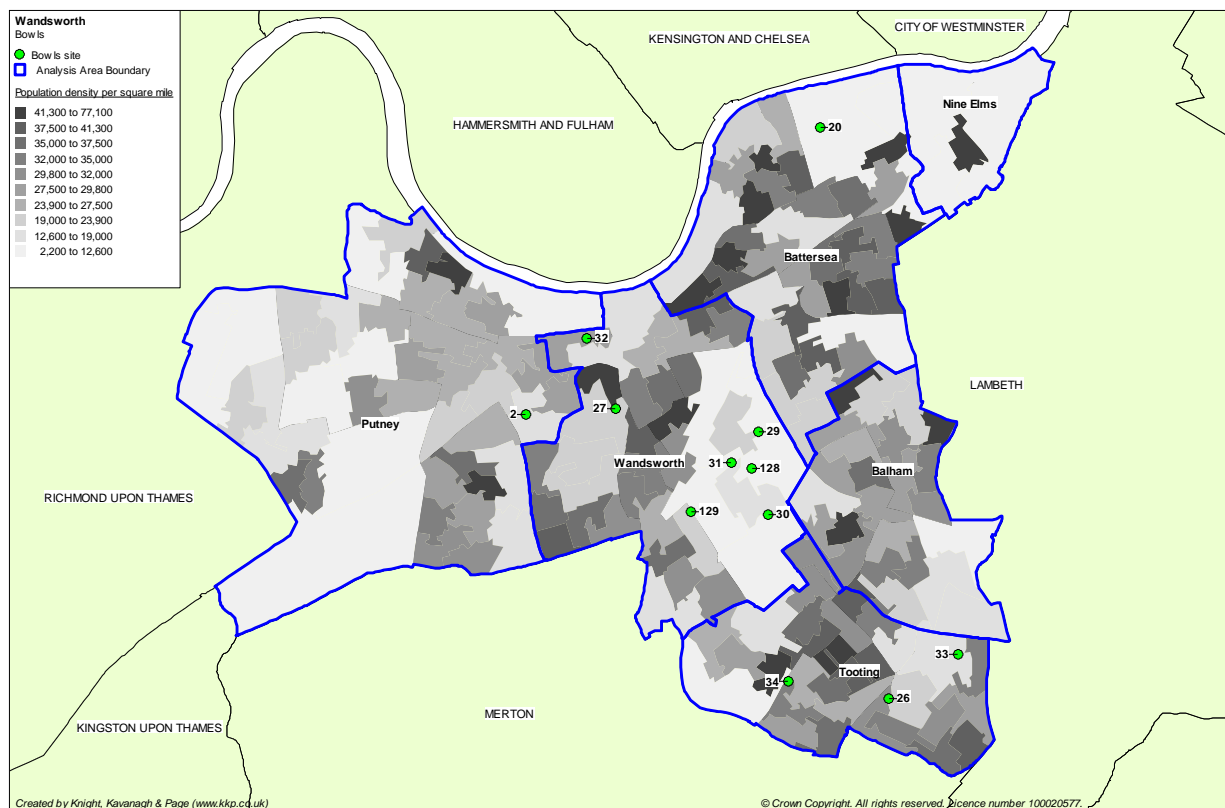 Wandsworth
Bowls
Bowls site
Analysis Area Boundary
Population density per square mile
41,300 to 77,100
37,500 to 41,300
35,000 to 37,500
32,000 to 35,000
29,800 to 32,000
27,500 to 29,800
23,900 to 27,500
19,000 to 23,900
12,600 to 19,000
2,200 to 12,600
CITY OF WESTMINSTER
KENSINGTON AND CHELSEA
Nine Elms
HAMMERSMITH AND FULHAM
20
Battersea
32
LAMBETH
27
2
Putney
29
Wandsworth
31
128
Balham
RICHMOND UPON THAMES
129
30
33
Tooting
34
26
MERTON
KINGSTON UPON THAMES
Created by Knight, Kavanagh & Page (www.kkp.co.uk)
© Crown Copyright. All rights reserved. Licence number 100020577.